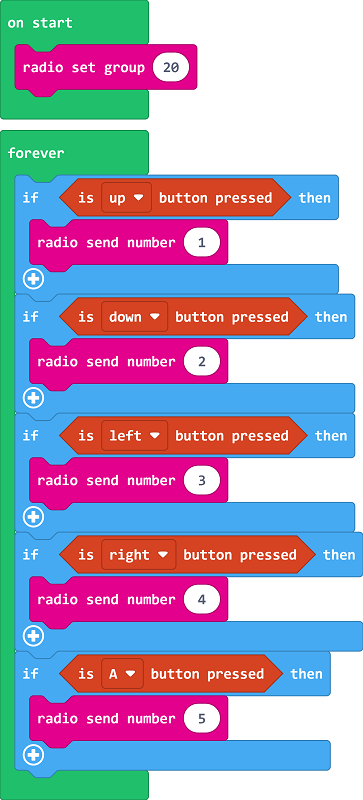 on start
radio set group 20
forever
if is up button pressed then
radio send number 1
if is down button pressed then
radio send number 2
if is left button pressed then
radio send number 3
if is right button pressed then
radio send number 4
if is A button pressed then
radio send number 5